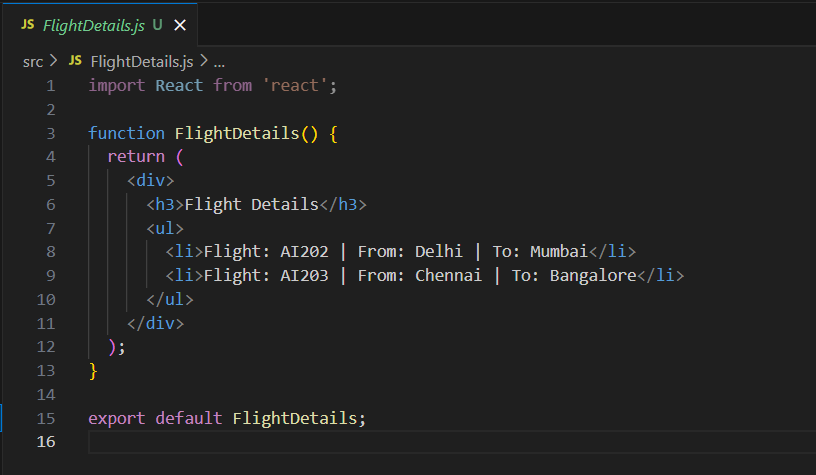 JS FlightDetails.js U ×
src > JS FlightDetails.js > ...
1 import React from 'react';
2
3 function FlightDetails() {
4   return (
5     <div>
6       <h3>Flight Details</h3>
7       <ul>
8         <li>Flight: AI202 | From: Delhi | To: Mumbai</li>
9         <li>Flight: AI203 | From: Chennai | To: Bangalore</li>
10       </ul>
11     </div>
12   );
13 }
14
15 export default FlightDetails;
16